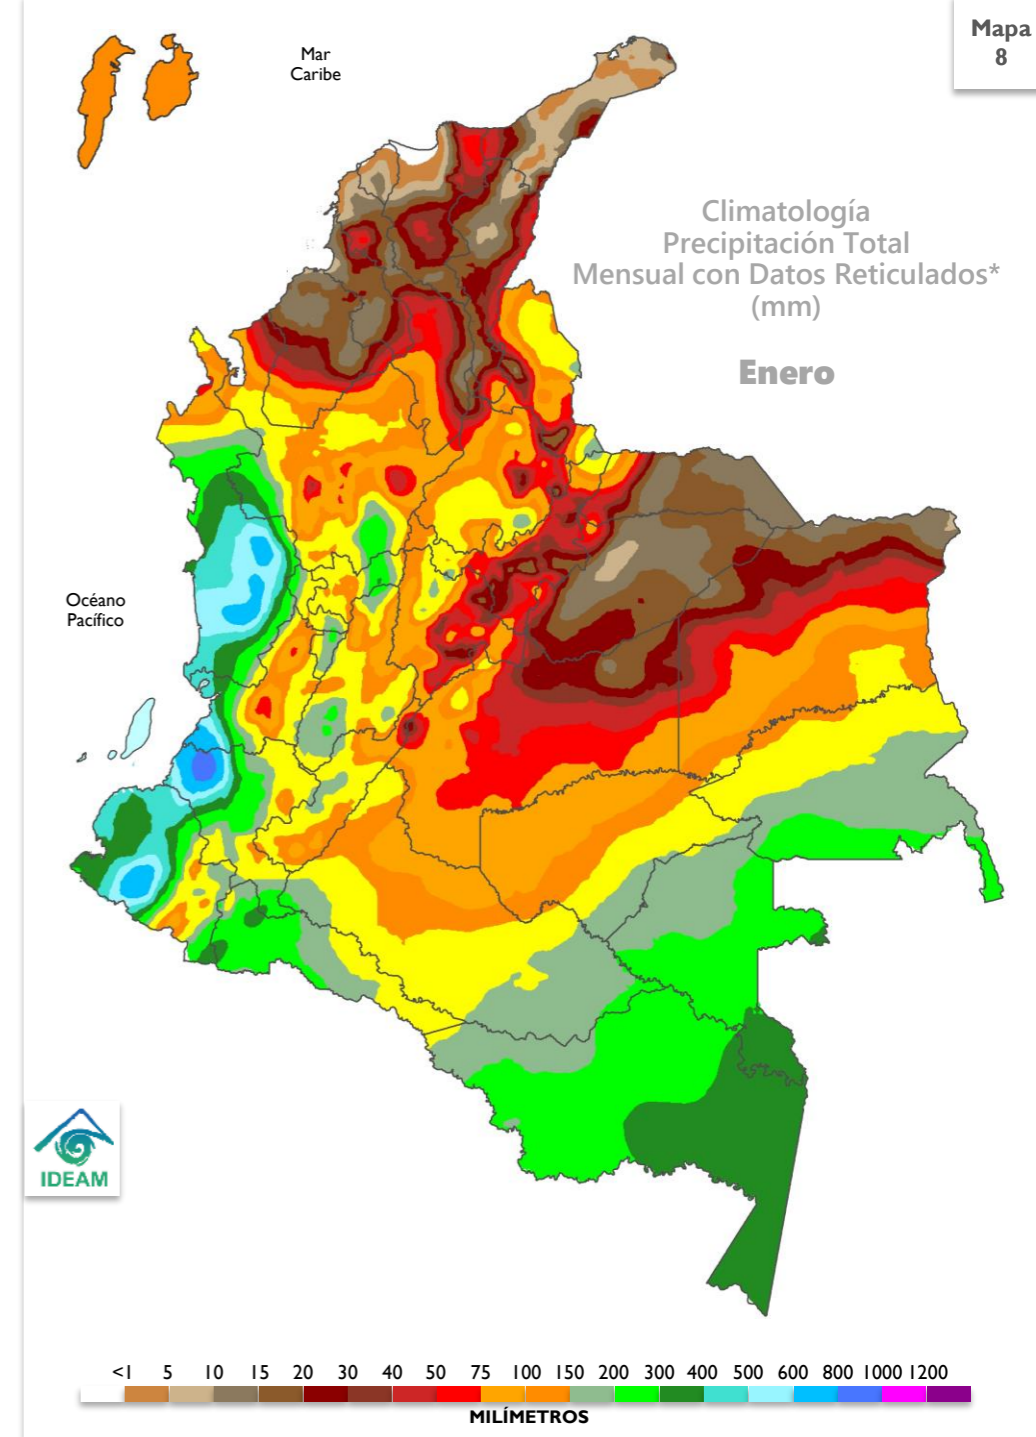 Mapa
8
Mar
Caribe
Climatología
Precipitación Total
Mensual con Datos Reticulados*
(mm)
Enero
Océano
Pacífico
IDEAM
<1 5 10 15 20 30 40 50 75 100 150 200 300 400 500 600 800 1000 1200
MILÍMETROS